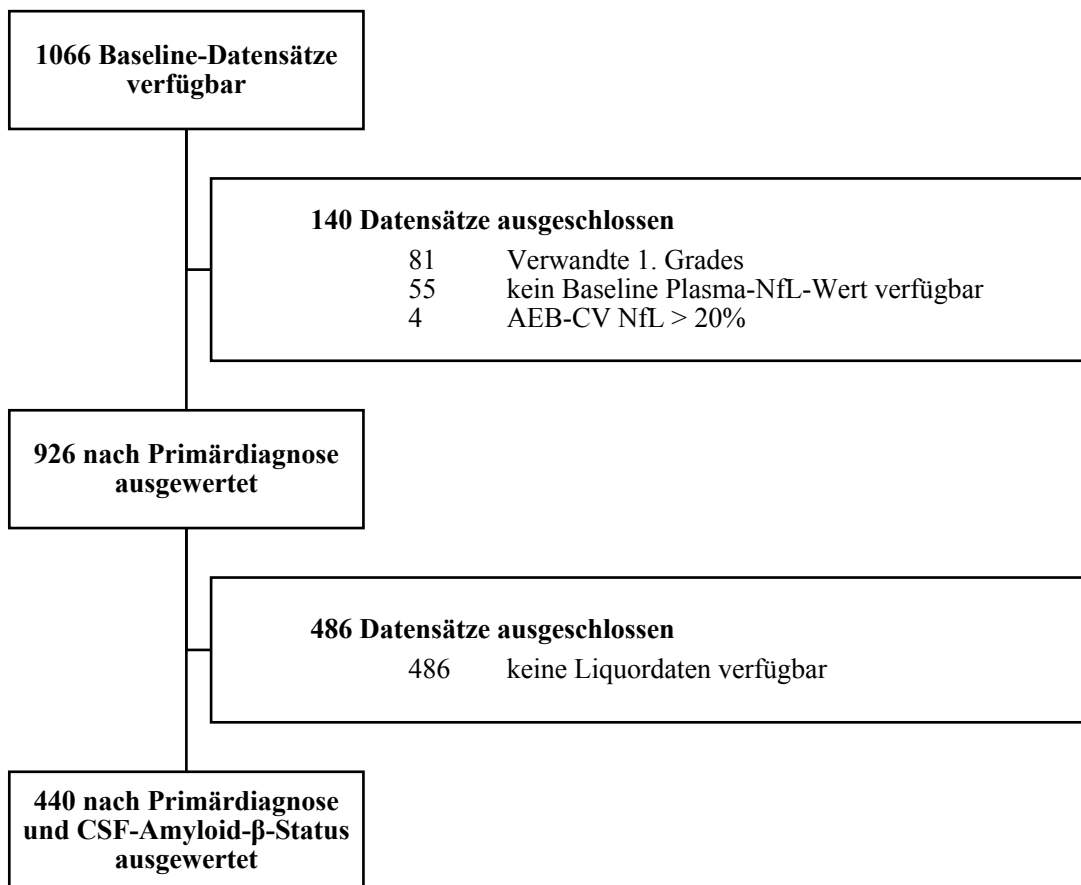 1066 Baseline-Datensätze
verfügbar
140 Datensätze ausgeschlossen
81 Verwandte 1. Grades
55 kein Baseline Plasma-NfL-Wert verfügbar
4 AEB-CV NfL > 20%
926 nach Primärdiagnose
ausgewertet
486 Datensätze ausgeschlossen
486 keine Liquordaten verfügbar
440 nach Primärdiagnose
und CSF-Amyloid-β-Status
ausgewertet